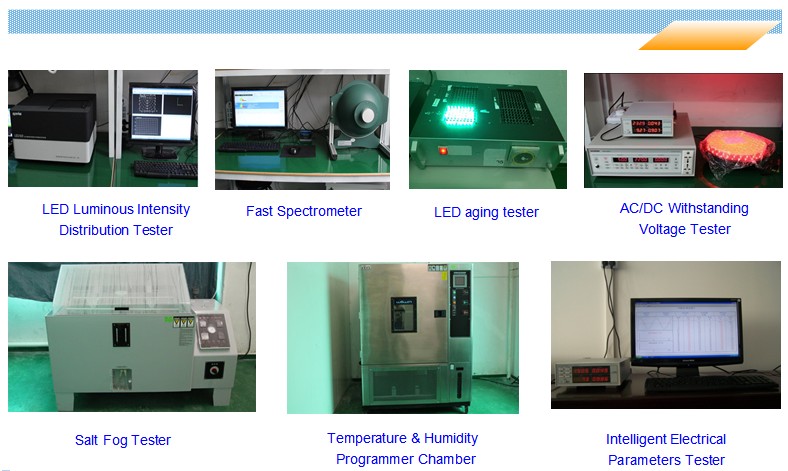 LED Luminous Intensity
Distribution Tester
Fast Spectrometer
LED aging tester
AC/DC Withstanding
Voltage Tester
Salt Fog Tester
Temperature & Humidity
Programmer Chamber
Intelligent Electrical
Parameters Tester